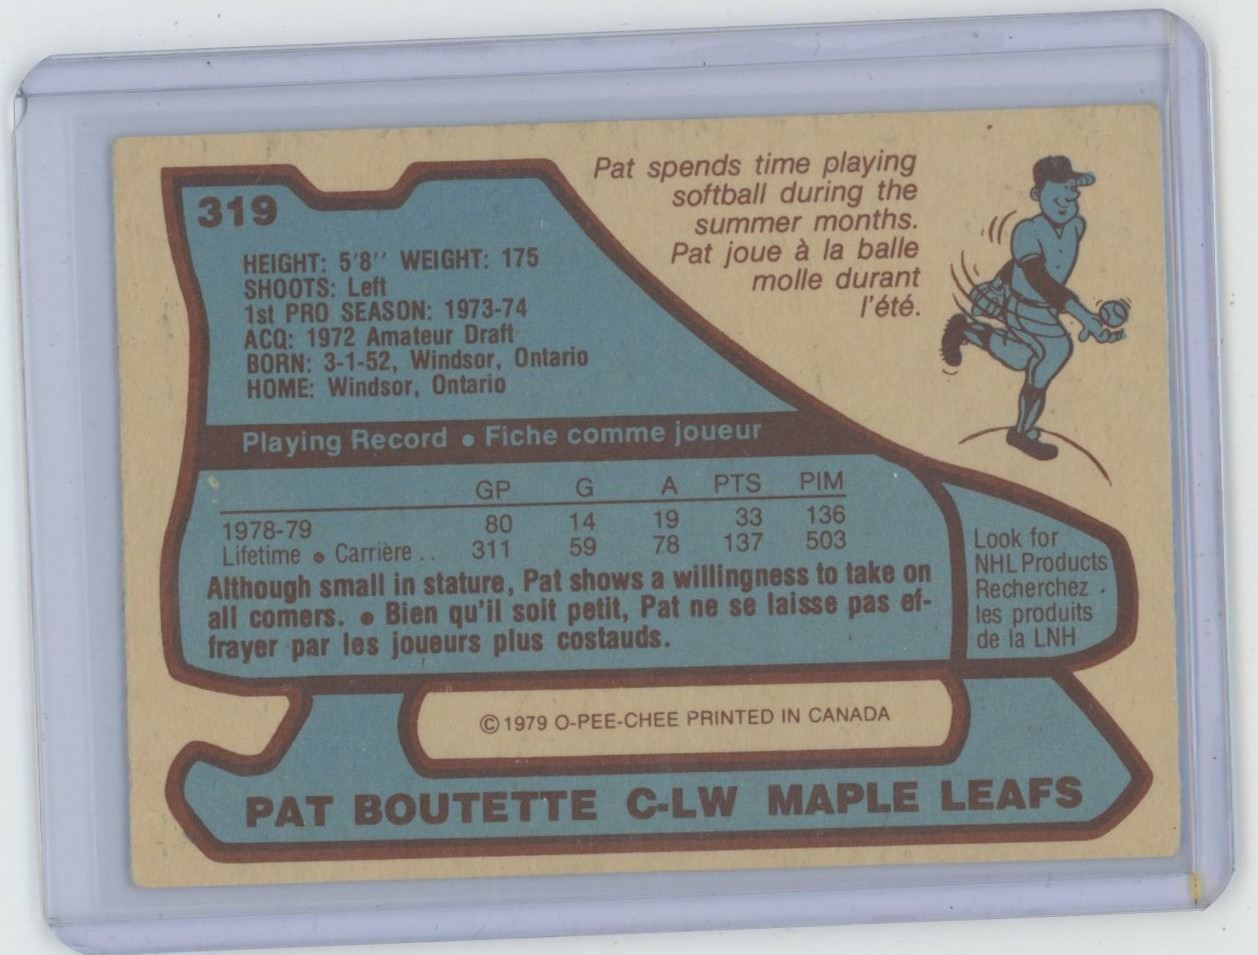 319
HEIGHT: 5'8'' WEIGHT: 175
SHOOTS: Left
1st PRO SEASON: 1973-74
ACQ: 1972 Amateur Draft
BORN: 3-1-52, Windsor, Ontario
HOME: Windsor, Ontario
Pat spends time playing
softball during the
summer months.
Pat joue à la balle
molle durant
l'été.
Playing Record • Fiche comme joueur
GP G A PTS PIM
1978-79 80 14 19 33 136
Lifetime • Carrière .. 311 59 78 137 503
Although small in stature, Pat shows a willingness to take on
all comers. • Bien qu'il soit petit, Pat ne se laisse pas ef-
frayer par les joueurs plus costauds.
Look for
NHL Products
Recherchez
les produits
de la LNH
© 1979 O-PEE-CHEE PRINTED IN CANADA
PAT BOUTETTE C-LW MAPLE LEAFS